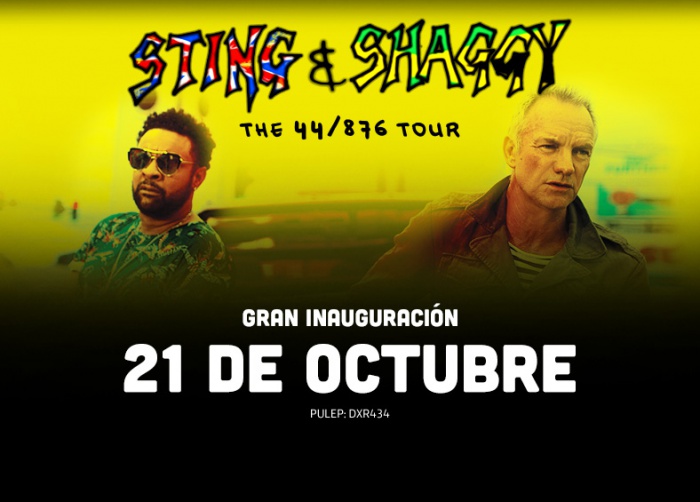 STING & SHAGGY
THE 44/876 TOUR
GRAN INAUGURACIÓN
21 DE OCTUBRE
PULEP: DXR434